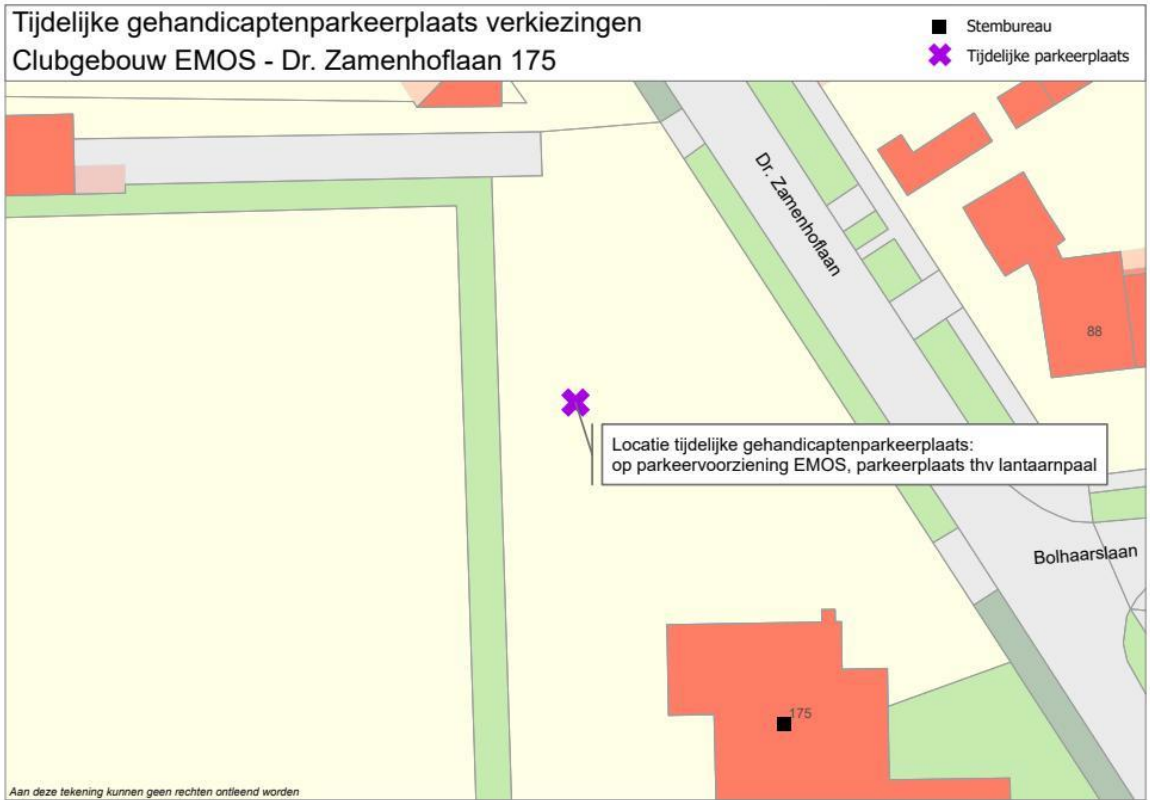 Tijdelijke gehandicaptenparkeerplaats verkiezingen
Clubgebouw EMOS - Dr. Zamenhoflaan 175
Stembureau
Tijdelijke parkeerplaats
Dr. Zamenhoflaan
88
Locatie tijdelijke gehandicaptenparkeerplaats:
op parkeervoorziening EMOS, parkeerplaats thv lantaarnpaal
Bolhaarslaan
175
Aan deze tekening kunnen geen rechten ontleend worden